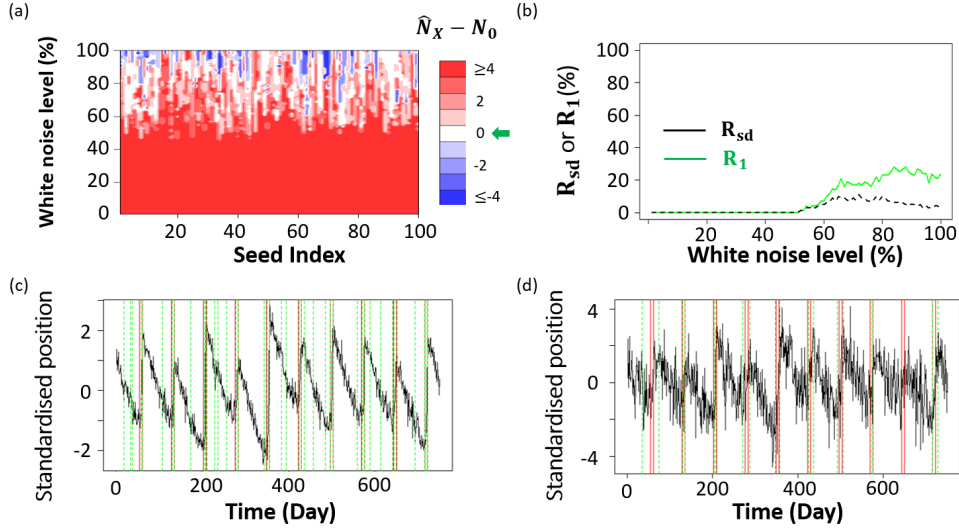 (a)
N̂_X − N_0
White noise level (%)
100
80
60
40
20
0
20 40 60 80 100
Seed Index
≥4
2
0
-2
≤-4
(b)
R_sd or R_1 (%)
100
80
60
40
20
0
R_sd
R_1
20 40 60 80 100
White noise level (%)
(c)
Standardised position
2
0
-2
0 200 400 600
Time (Day)
(d)
Standardised position
4
0
-4
0 200 400 600
Time (Day)